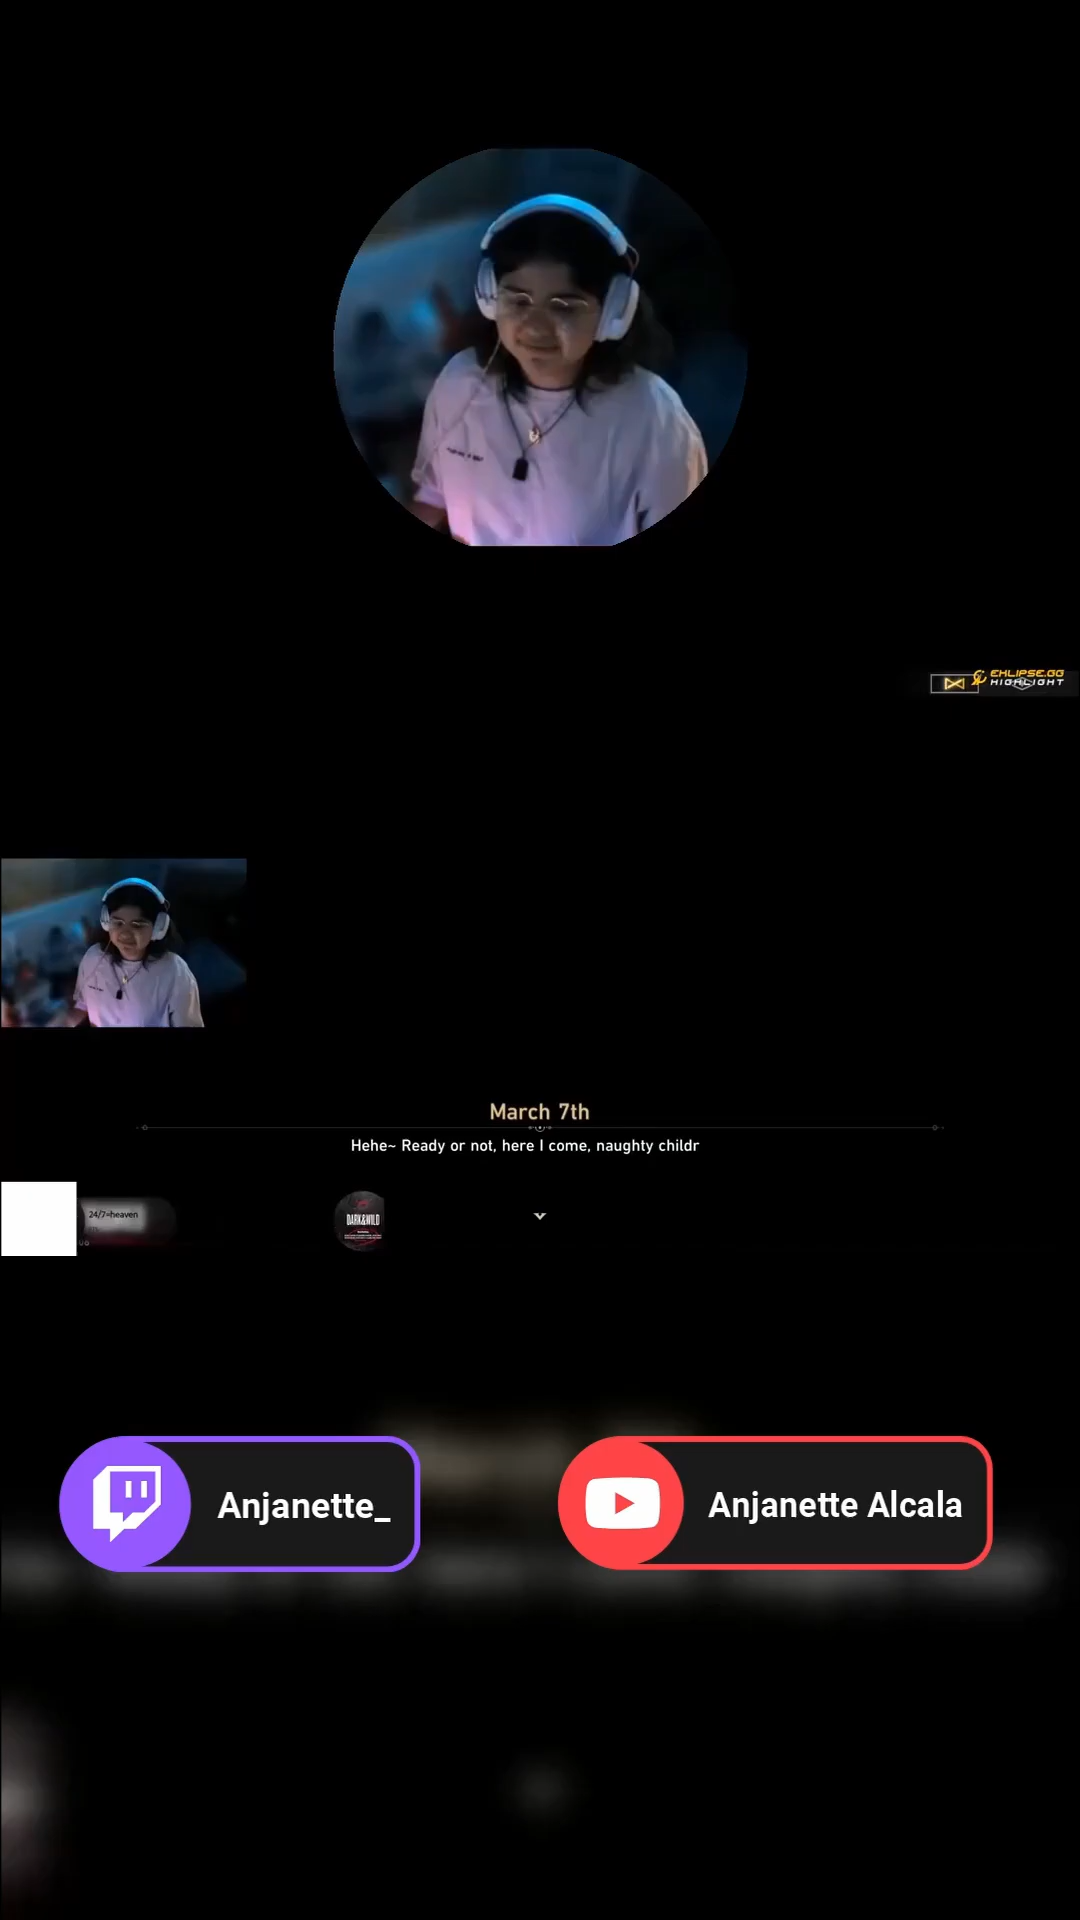 EKLIPSE.GG
HIGHLIGHT
March 7th
Hehe~ Ready or not, here I come, naughty childr
24/7=heaven
DARK&WILD
Anjanette_
Anjanette Alcala